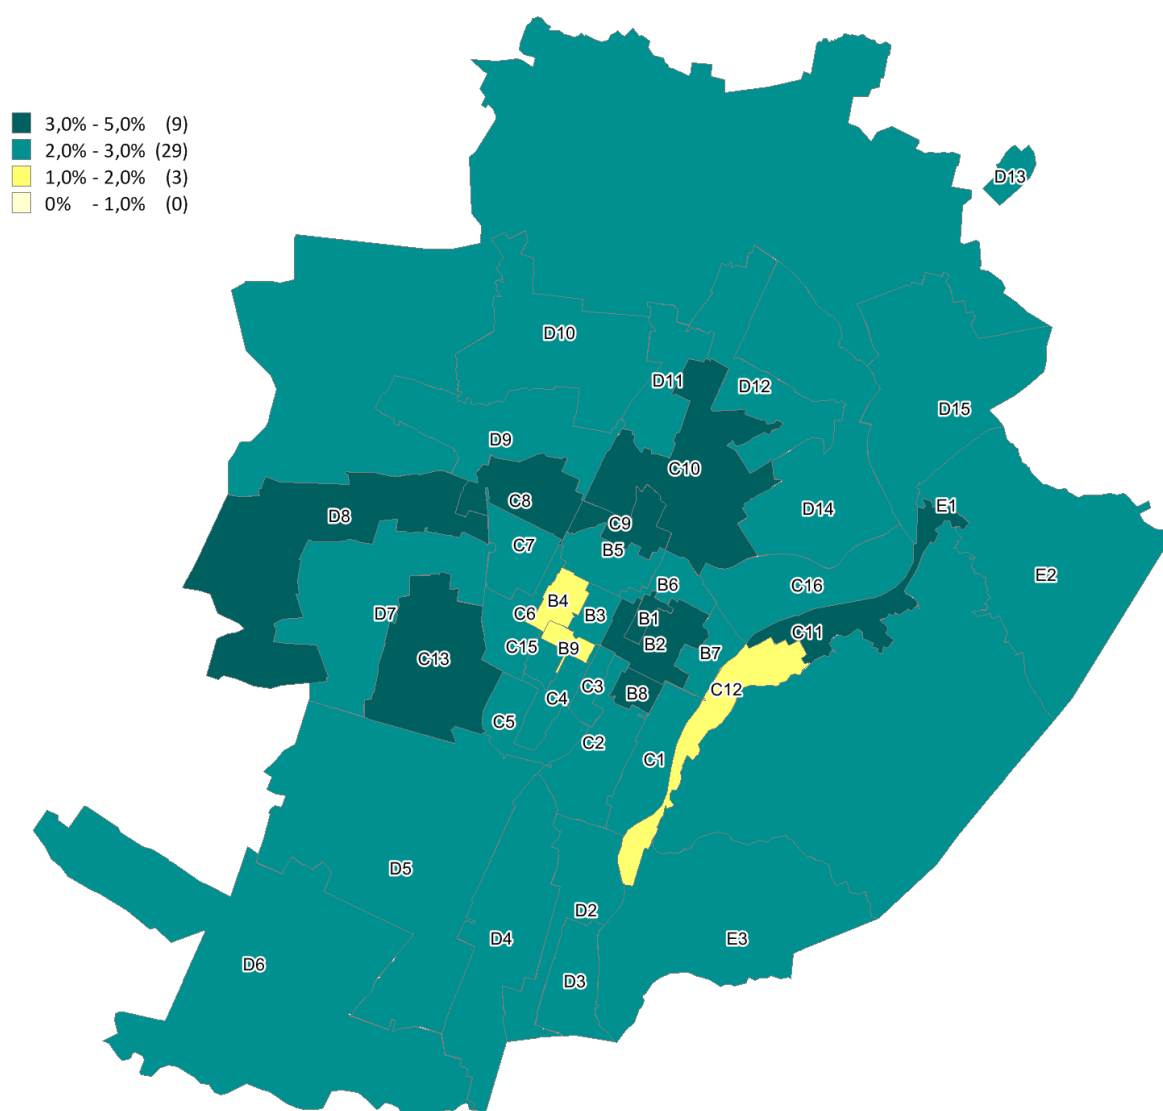 3,0% - 5,0% (9)
2,0% - 3,0% (29)
1,0% - 2,0% (3)
0% - 1,0% (0)
D13
D10
D11
D12
D15
D9
C10
C8
D8
D14
E1
C9
C7
B5
E2
B6
C16
B4
C6
B3
D7
B1
C11
B2
C15
B9
B7
C13
C3
B8
C12
C4
C5
C2
C1
D5
D2
D4
E3
D6
D3